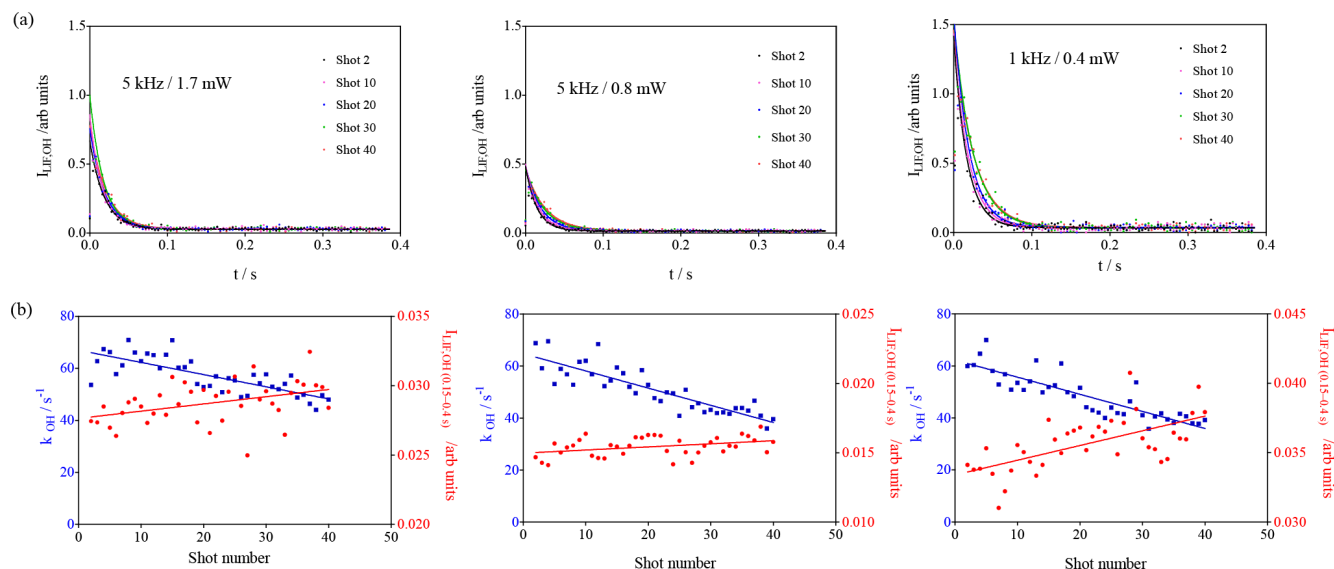 (a)
1.5
1.0
0.5
0.0
I_LIF,OH /arb units
5 kHz / 1.7 mW
Shot 2
Shot 10
Shot 20
Shot 30
Shot 40
0.0 0.1 0.2 0.3 0.4
t / s
1.5
1.0
0.5
0.0
I_LIF,OH /arb units
5 kHz / 0.8 mW
Shot 2
Shot 10
Shot 20
Shot 30
Shot 40
0.0 0.1 0.2 0.3 0.4
t / s
1.5
1.0
0.5
0.0
I_LIF,OH /arb units
1 kHz / 0.4 mW
Shot 2
Shot 10
Shot 20
Shot 30
Shot 40
0.0 0.1 0.2 0.3 0.4
t / s
(b)
80
60
40
20
0
k_OH / s⁻¹
0.035
0.030
0.025
0.020
I_LIF,OH (0.15–0.4 s) /arb units
0 10 20 30 40 50
Shot number
80
60
40
20
0
k_OH / s⁻¹
0.025
0.020
0.015
0.010
I_LIF,OH (0.15–0.4 s) /arb units
0 10 20 30 40 50
Shot number
80
60
40
20
0
k_OH / s⁻¹
0.045
0.040
0.035
0.030
I_LIF,OH (0.15–0.4 s) /arb units
0 10 20 30 40 50
Shot number